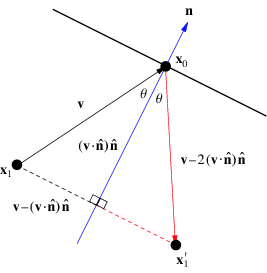 n
x₀
v
θ θ
(v·n̂)n̂
v−2(v·n̂)n̂
x₁
v−(v·n̂)n̂
x₁′